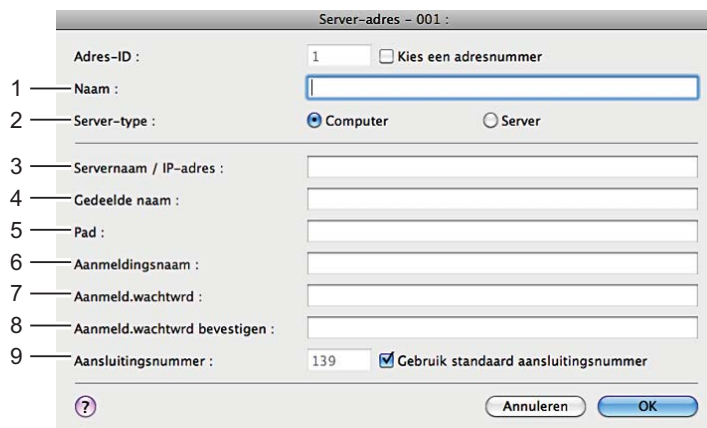 Server-adres - 001 :
Adres-ID : 1 Kies een adresnummer
1 Naam :
2 Server-type : Computer Server
3 Servernaam / IP-adres :
4 Gedeelde naam :
5 Pad :
6 Aanmeldingsnaam :
7 Aanmeld.wachtwrd :
8 Aanmeld.wachtwrd bevestigen :
9 Aansluitingsnummer : 139 Gebruik standaard aansluitingsnummer
? Annuleren OK